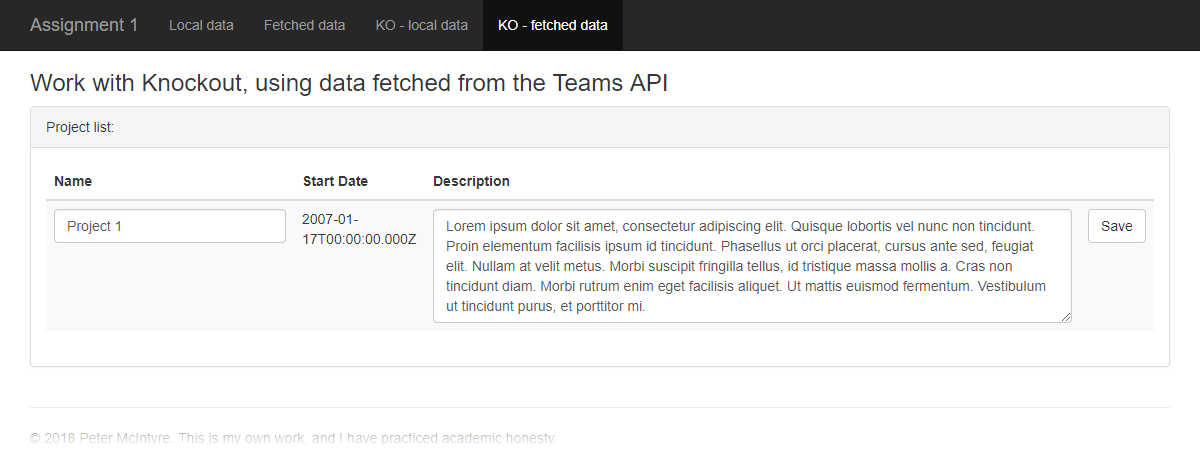 Assignment 1 Local data Fetched data KO - local data KO - fetched data
Work with Knockout, using data fetched from the Teams API
Project list:
Name Start Date Description
Project 1
2007-01-
17T00:00:00.000Z
Lorem ipsum dolor sit amet, consectetur adipiscing elit. Quisque lobortis vel nunc non tincidunt.
Proin elementum facilisis ipsum id tincidunt. Phasellus ut orci placerat, cursus ante sed, feugiat
elit. Nullam at velit metus. Morbi suscipit fringilla tellus, id tristique massa mollis a. Cras non
tincidunt diam. Morbi rutrum enim eget facilisis aliquet. Ut mattis euismod fermentum. Vestibulum
ut tincidunt purus, et porttitor mi.
Save
© 2018 Peter McIntyre. This is my own work, and I have practiced academic honesty.